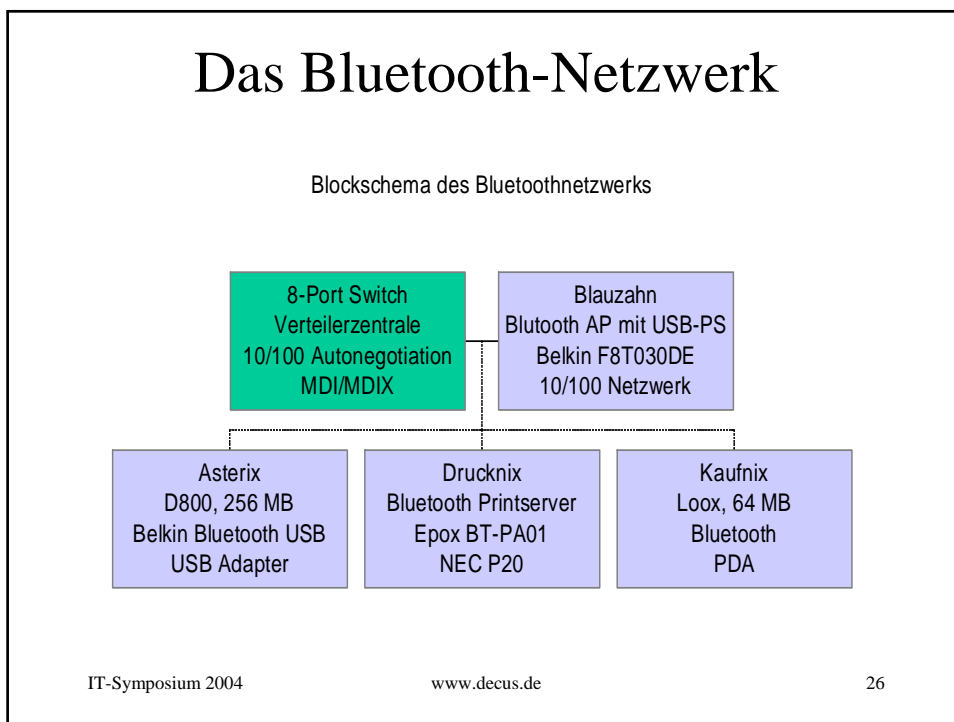 Das Bluetooth-Netzwerk
Blockschema des Bluetoothnetzwerks
8-Port Switch
Verteilerzentrale
10/100 Autonegotiation
MDI/MDIX
Blauzahn
Blutooth AP mit USB-PS
Belkin F8T030DE
10/100 Netzwerk
Asterix
D800, 256 MB
Belkin Bluetooth USB
USB Adapter
Drucknix
Bluetooth Printserver
Epox BT-PA01
NEC P20
Kaufnix
Loox, 64 MB
Bluetooth
PDA
IT-Symposium 2004 www.decus.de 26